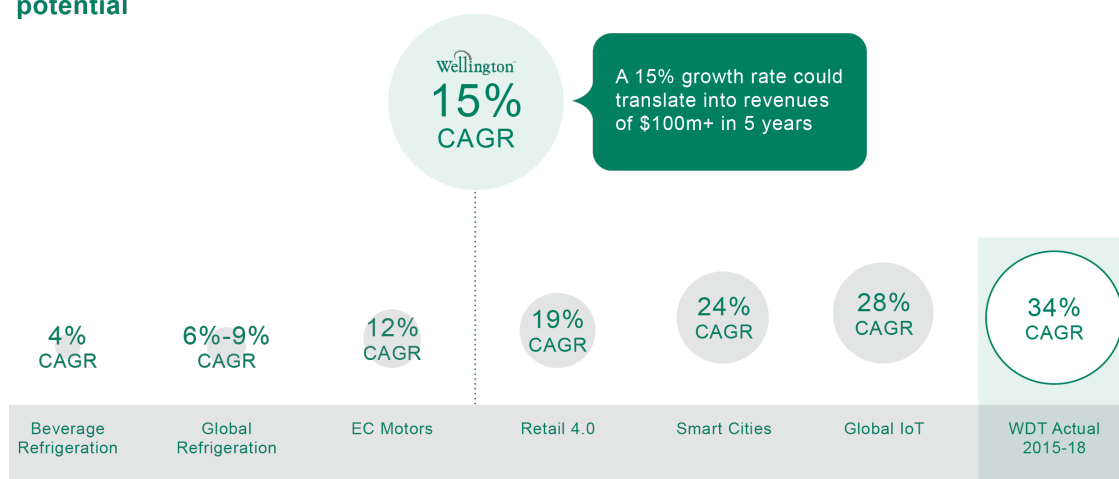 potential
Wellington
15%
CAGR
A 15% growth rate could
translate into revenues
of $100m+ in 5 years
4%
CAGR
6%-9%
CAGR
12%
CAGR
19%
CAGR
24%
CAGR
28%
CAGR
34%
CAGR
Beverage
Refrigeration
Global
Refrigeration
EC Motors
Retail 4.0
Smart Cities
Global IoT
WDT Actual
2015-18